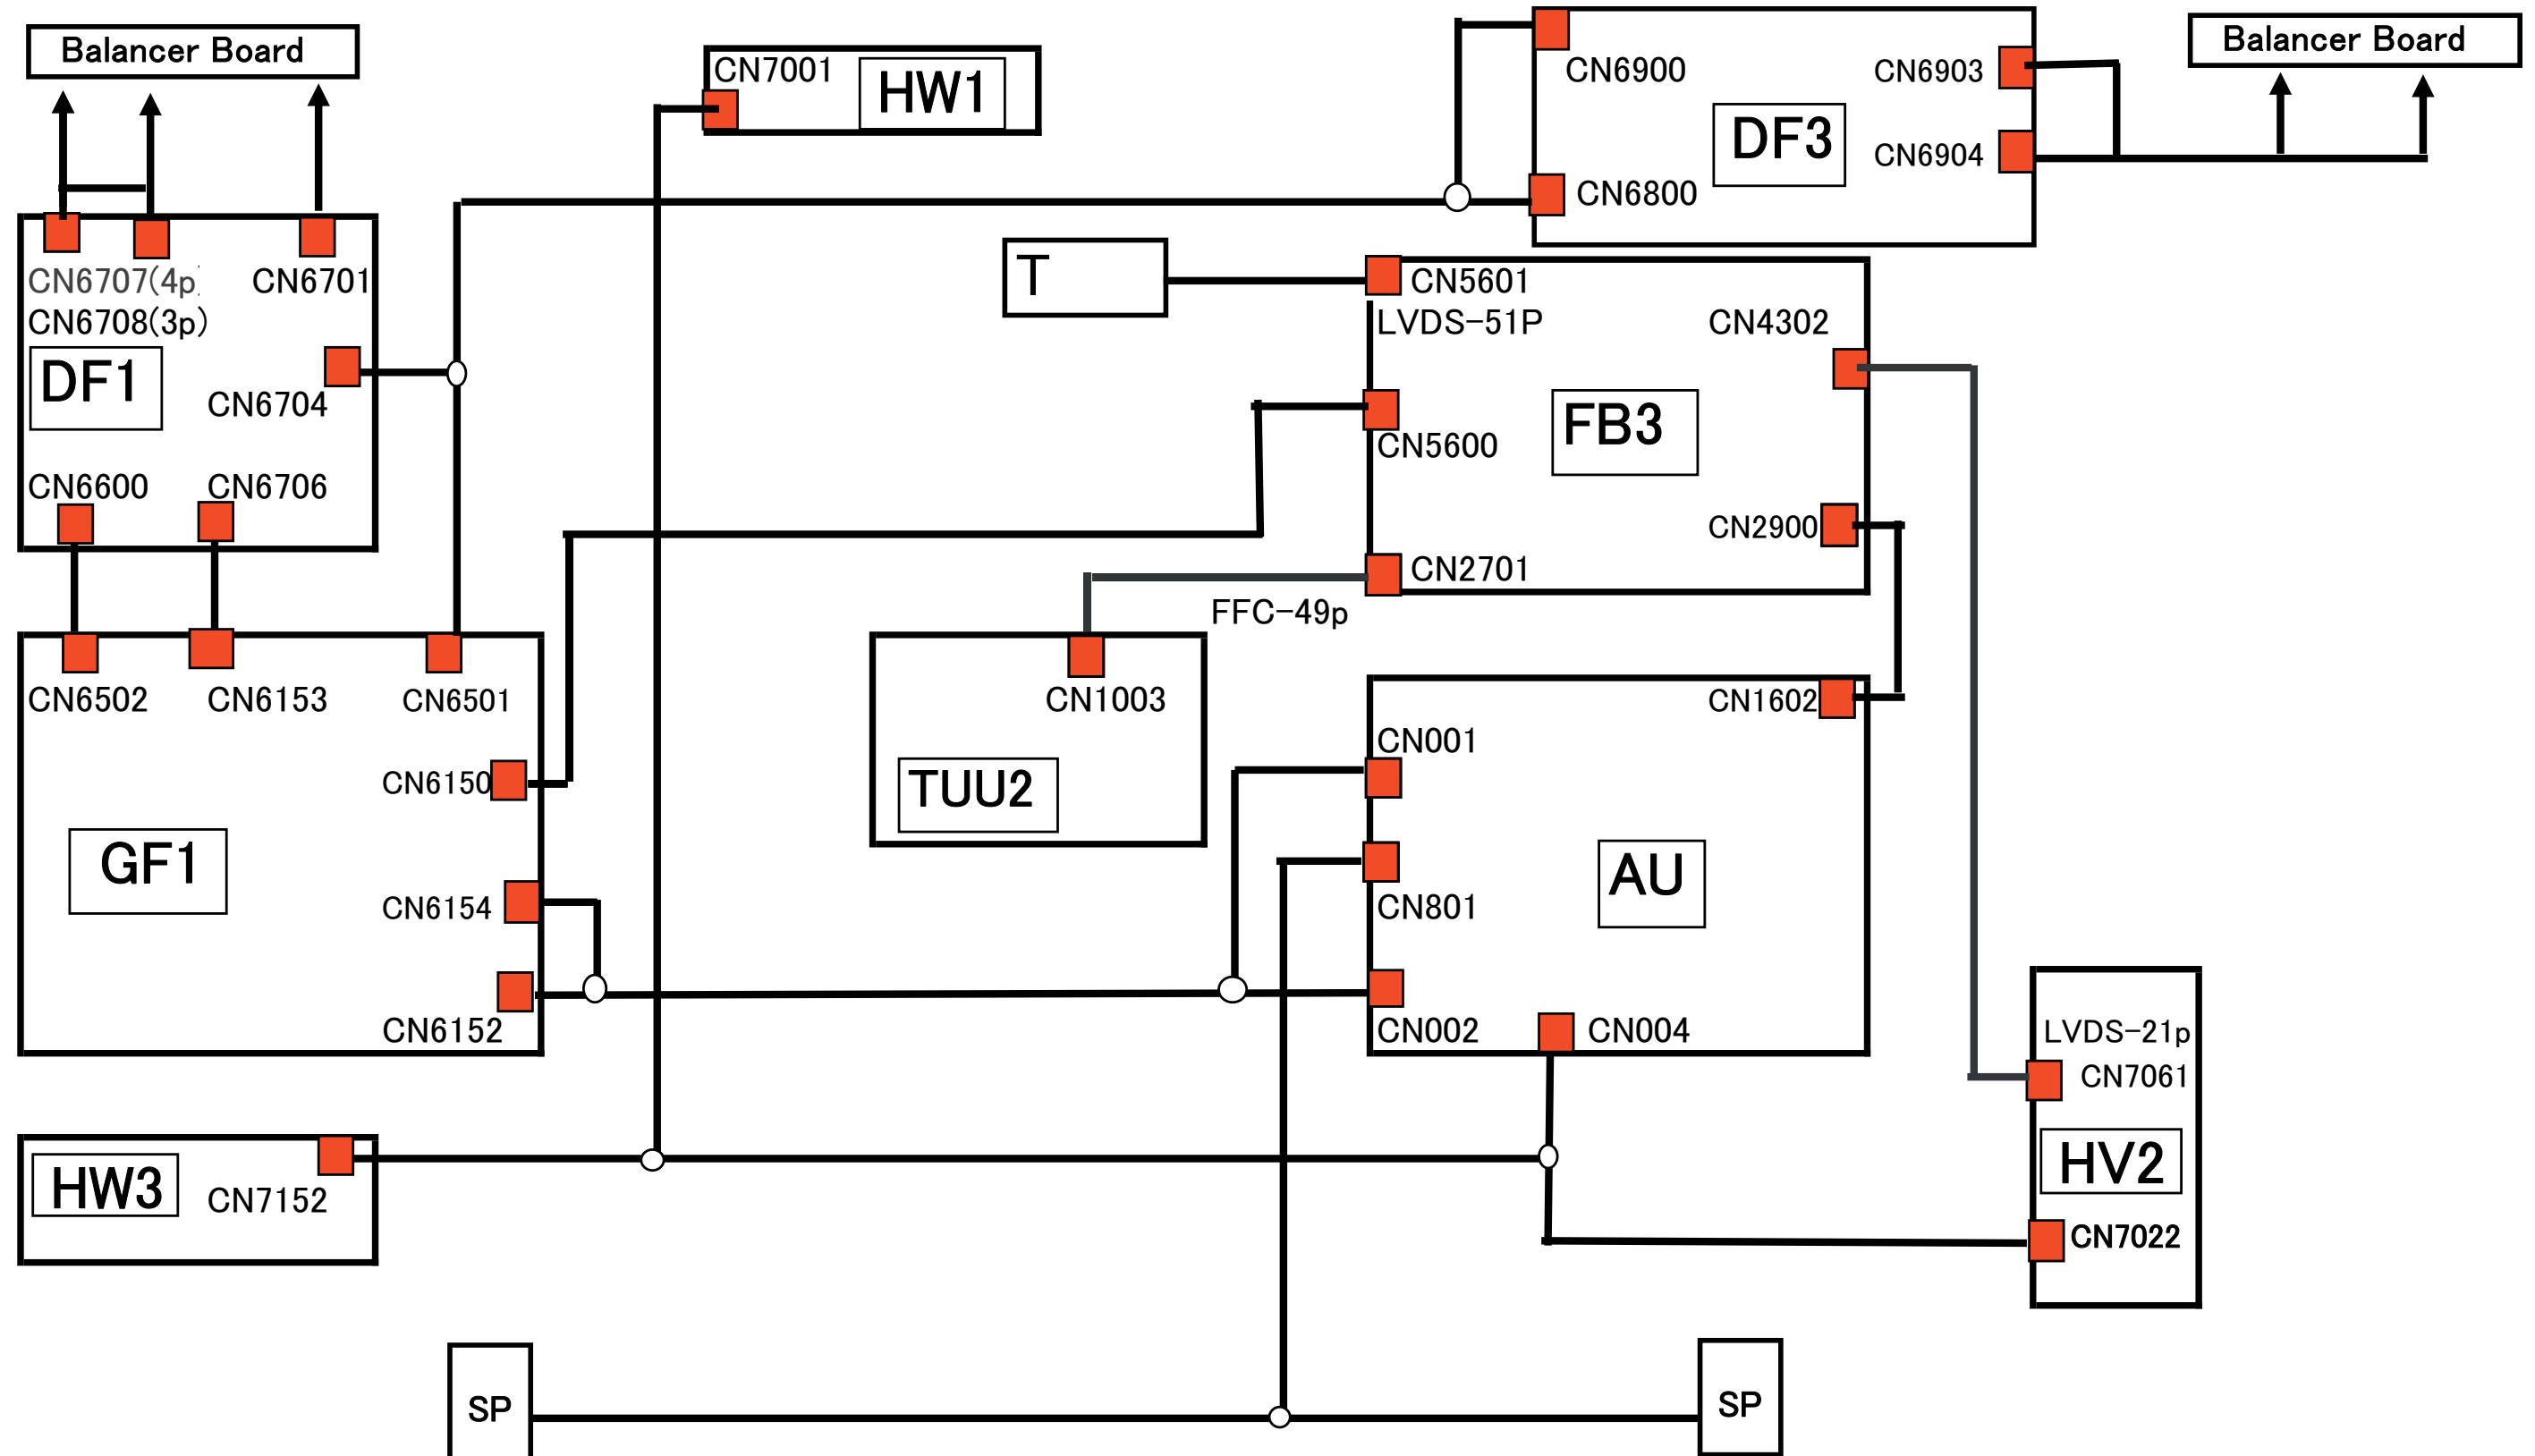 Balancer Board
Balancer Board
CN7001
HW1
CN6900
CN6903
DF3
CN6904
CN6800
CN6707(4p)
CN6701
CN6708(3p)
DF1
CN6704
CN6600
CN6706
T
CN5601
LVDS-51P
CN4302
FB3
CN5600
CN2900
CN2701
FFC-49p
CN6502
CN6153
CN6501
CN6150
GF1
CN6154
CN6152
CN1003
TUU2
CN1602
CN001
AU
CN801
CN002
CN004
LVDS-21p
CN7061
HV2
CN7022
HW3
CN7152
SP
SP